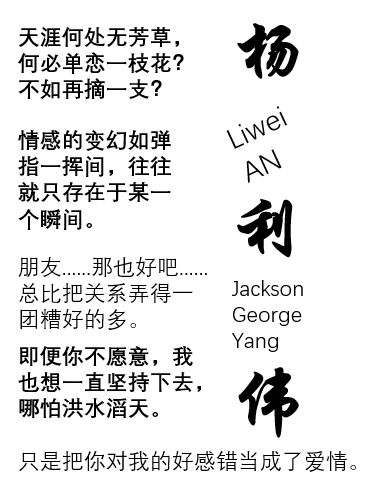 天涯何处无芳草，
何必单恋一枝花？
不如再摘一支？
情感的变幻如弹
指一挥间，往往
就只存在于某一
个瞬间。
朋友……那也好吧……
总比把关系弄得一
团糟好的多。
即便你不愿意，我
也想一直坚持下去，
哪怕洪水滔天。
只是把你对我的好感错当成了爱情。
杨
Liwei
AN
利
Jackson
George
Yang
伟